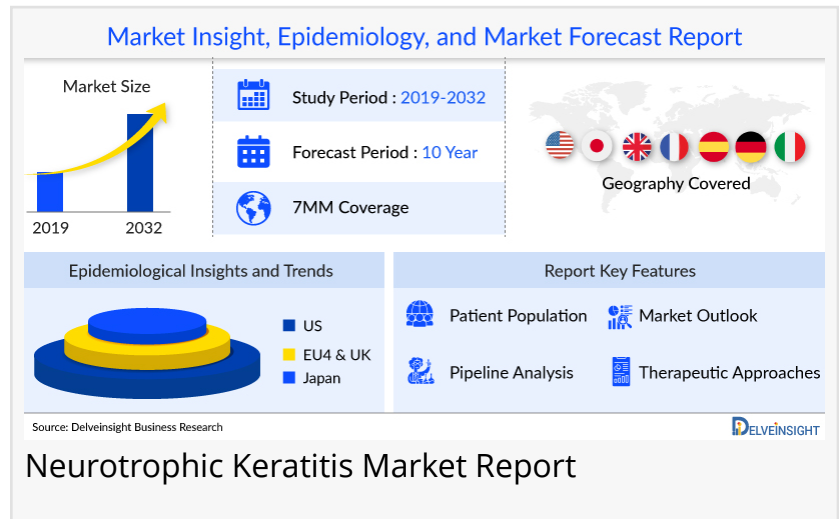 Market Insight, Epidemiology, and Market Forecast Report
Market Size
2019
2032
Study Period : 2019-2032
Forecast Period : 10 Year
7MM Coverage
Geography Covered
Epidemiological Insights and Trends
US
EU4 & UK
Japan
Report Key Features
Patient Population
Market Outlook
Pipeline Analysis
Therapeutic Approaches
Source: Delveinsight Business Research
DELVEINSIGHT
Neurotrophic Keratitis Market Report